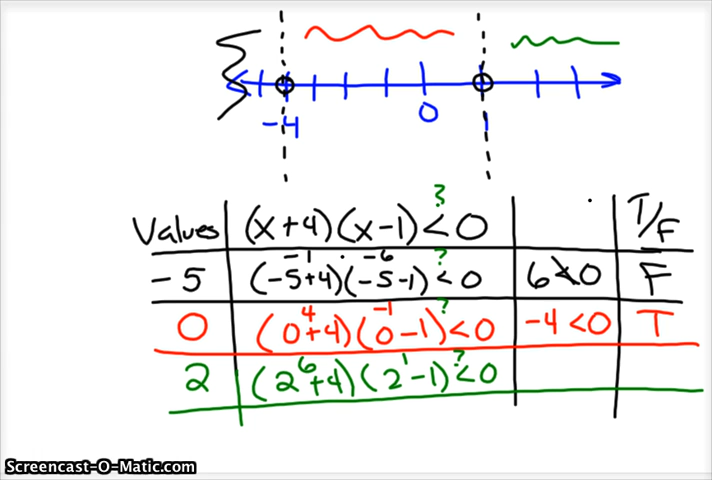 -4 0 1
Values (x+4)(x-1) < 0 ? T/F
-1 · -6
-5 (-5+4)(-5-1) < 0 ? 6 ≮ 0 F
4 -1
0 (0+4)(0-1) < 0 ? -4 < 0 T
6 1
2 (2+4)(2-1) < 0 ?
Screencast-O-Matic.com